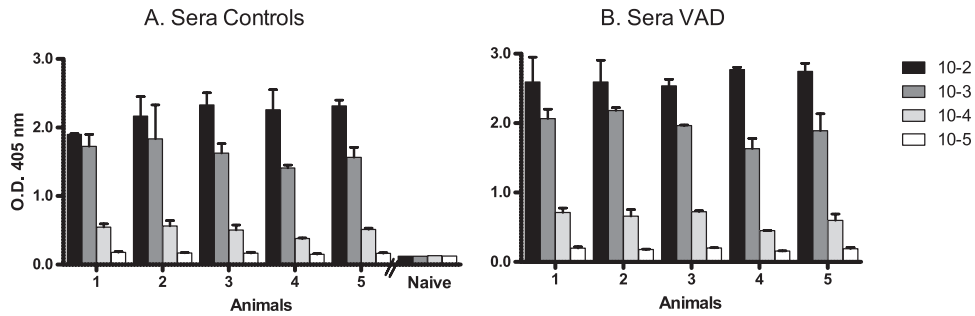 A. Sera Controls
O.D. 405 nm
3.0
2.0
1.0
0.0
1 2 3 4 5 Naive
Animals
B. Sera VAD
3.0
2.0
1.0
0.0
1 2 3 4 5
Animals
10-2
10-3
10-4
10-5